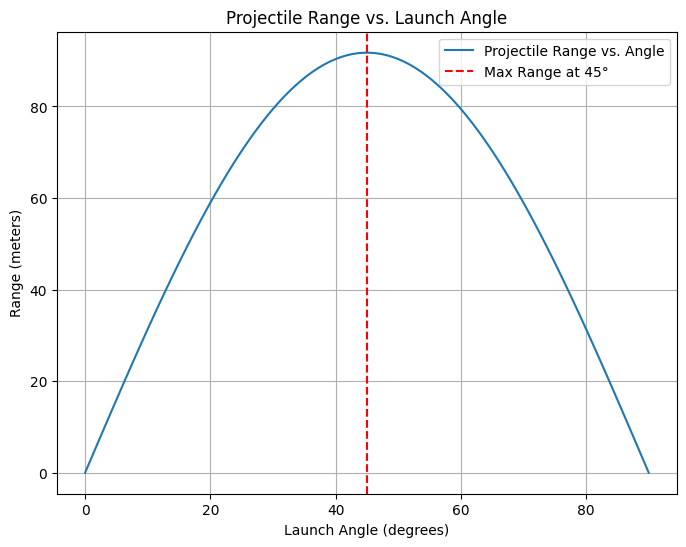 Projectile Range vs. Launch Angle
Projectile Range vs. Angle
Max Range at 45°
Range (meters)
80
60
40
20
0
0 20 40 60 80
Launch Angle (degrees)